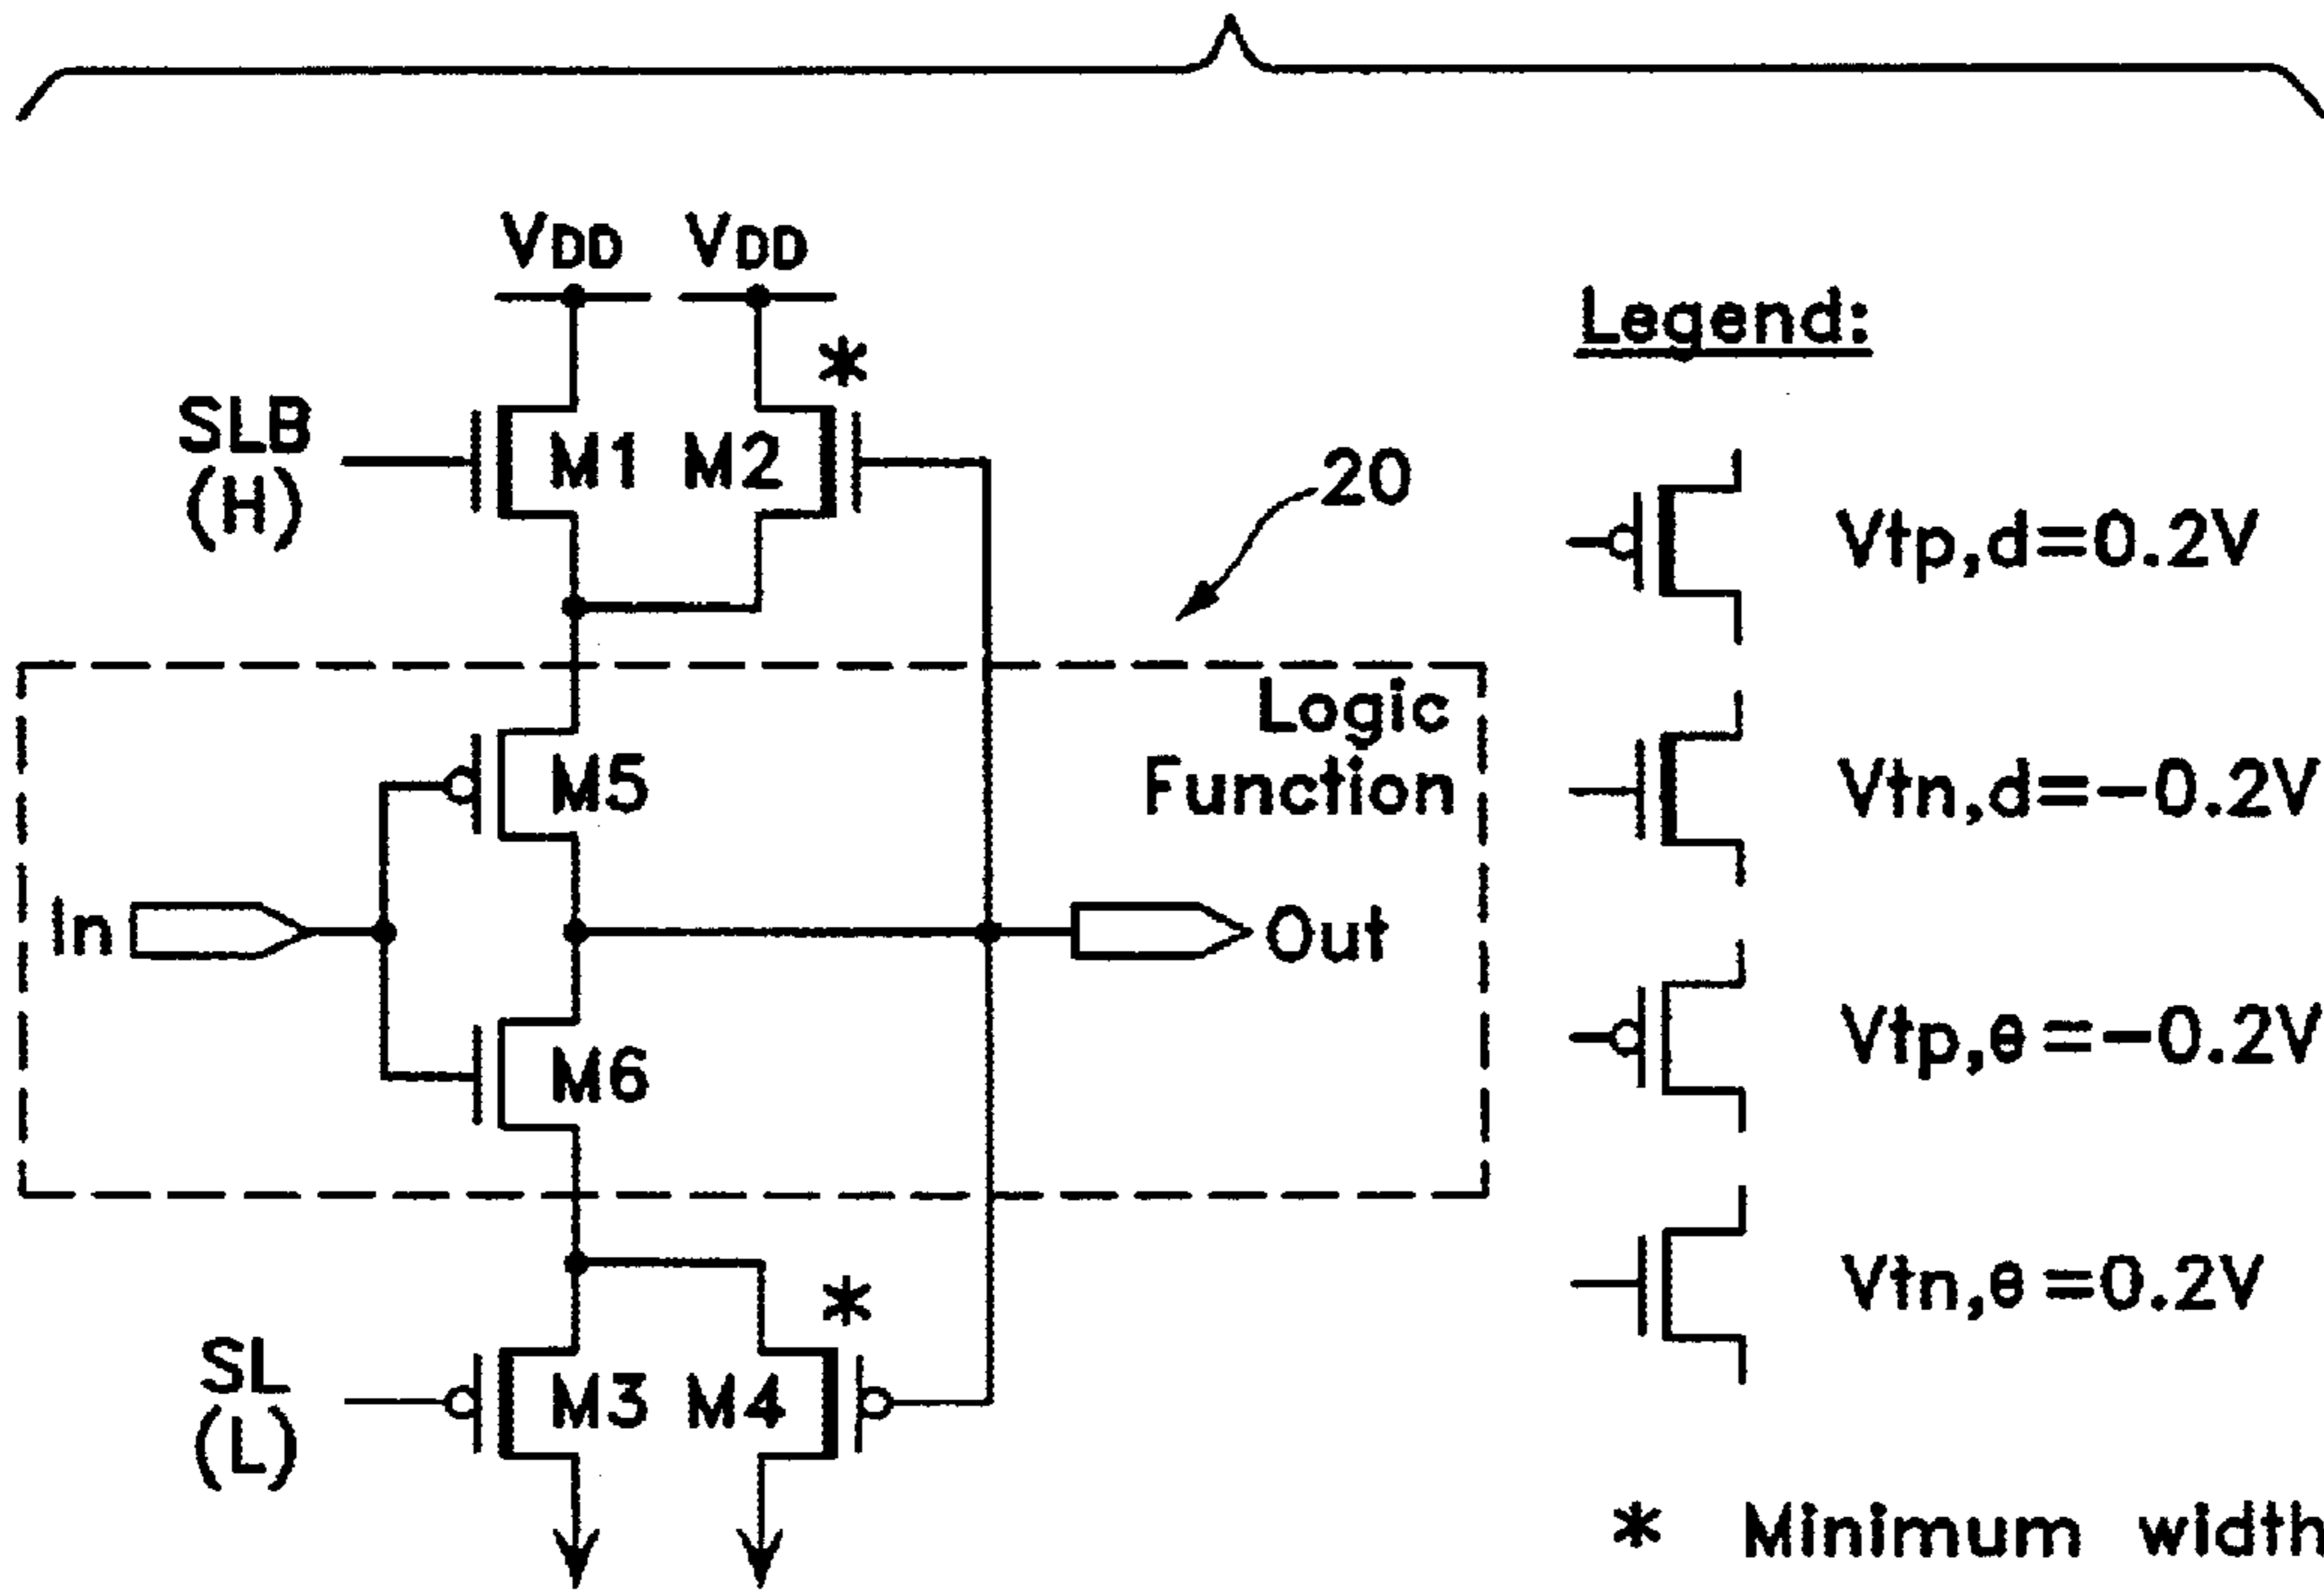 VDD VDD
*
SLB
(H)
M1 M2
20
Logic
Function
M5
In
Out
M6
*
SL
(L)
M3 M4
Legend:
Vtp,d=0.2V
Vtn,d=-0.2V
Vtp,e=-0.2V
Vtn,e=0.2V
* Minimum width